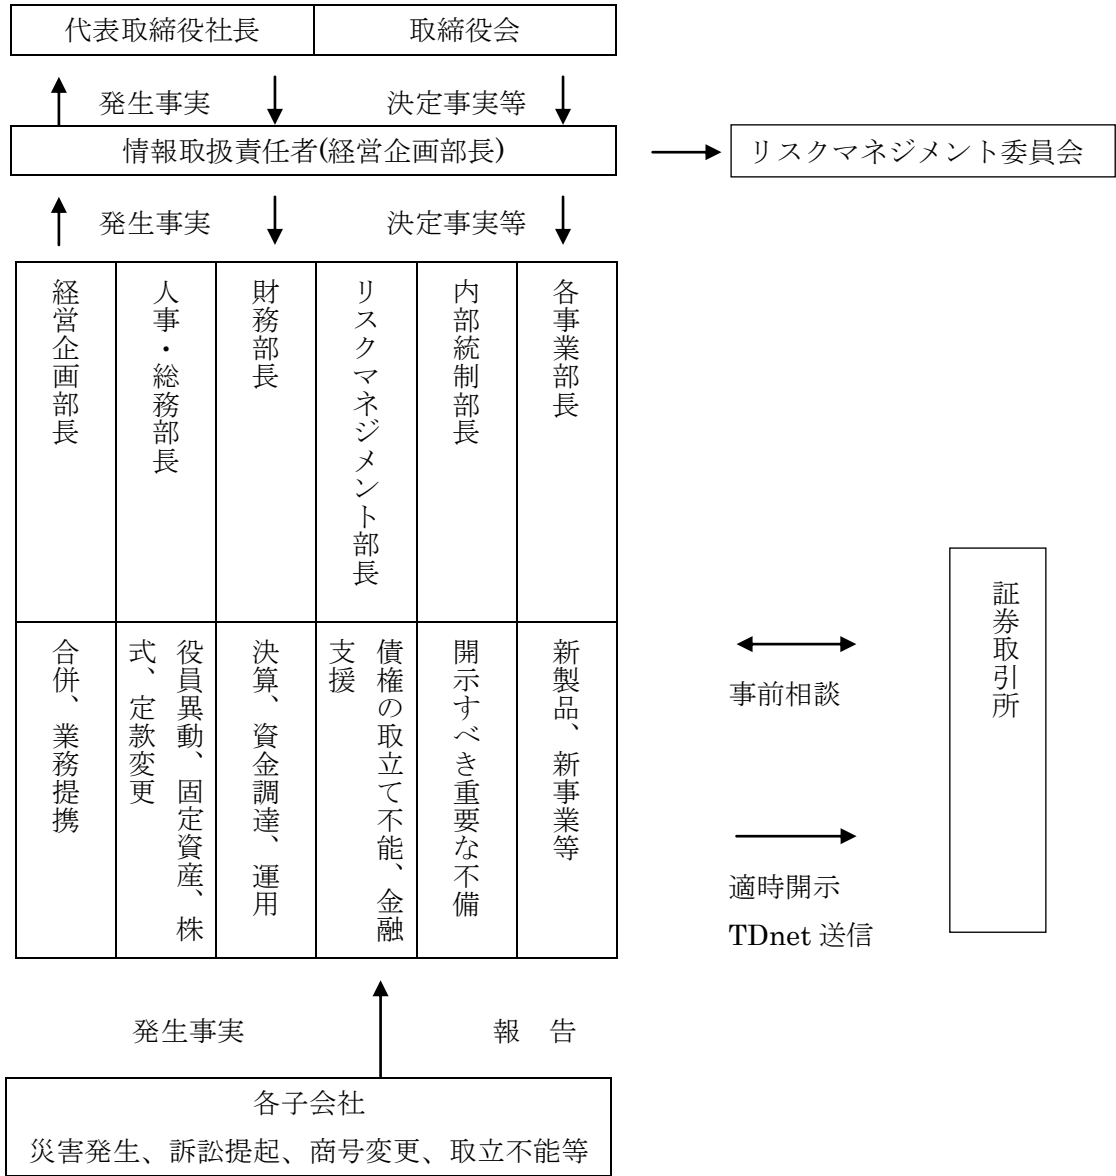 代表取締役社長
取締役会
発生事実
決定事実等
情報取扱責任者(経営企画部長)
リスクマネジメント委員会
発生事実
決定事実等
経営企画部長
人事・総務部長
財務部長
リスクマネジメント部長
内部統制部長
各事業部長
合併、業務提携
役員異動、固定資産、株
式、定款変更
決算、資金調達、運用
債権の取立て不能、金融
支援
開示すべき重要な不備
新製品、新事業等
証券取引所
事前相談
適時開示
TDnet 送信
発生事実
報　告
各子会社
災害発生、訴訟提起、商号変更、取立不能等